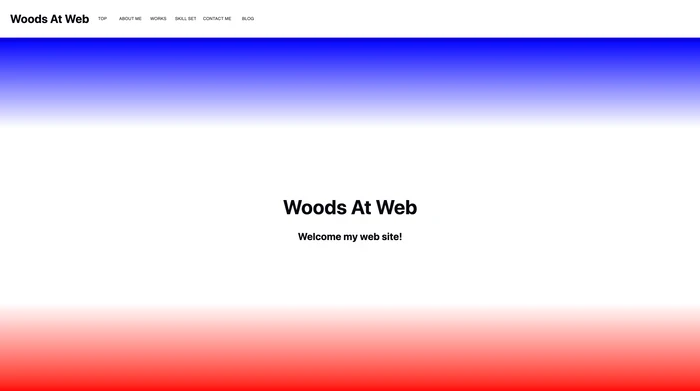 Woods At Web TOP ABOUT ME WORKS SKILL SET CONTACT ME BLOG
Woods At Web
Welcome my web site!